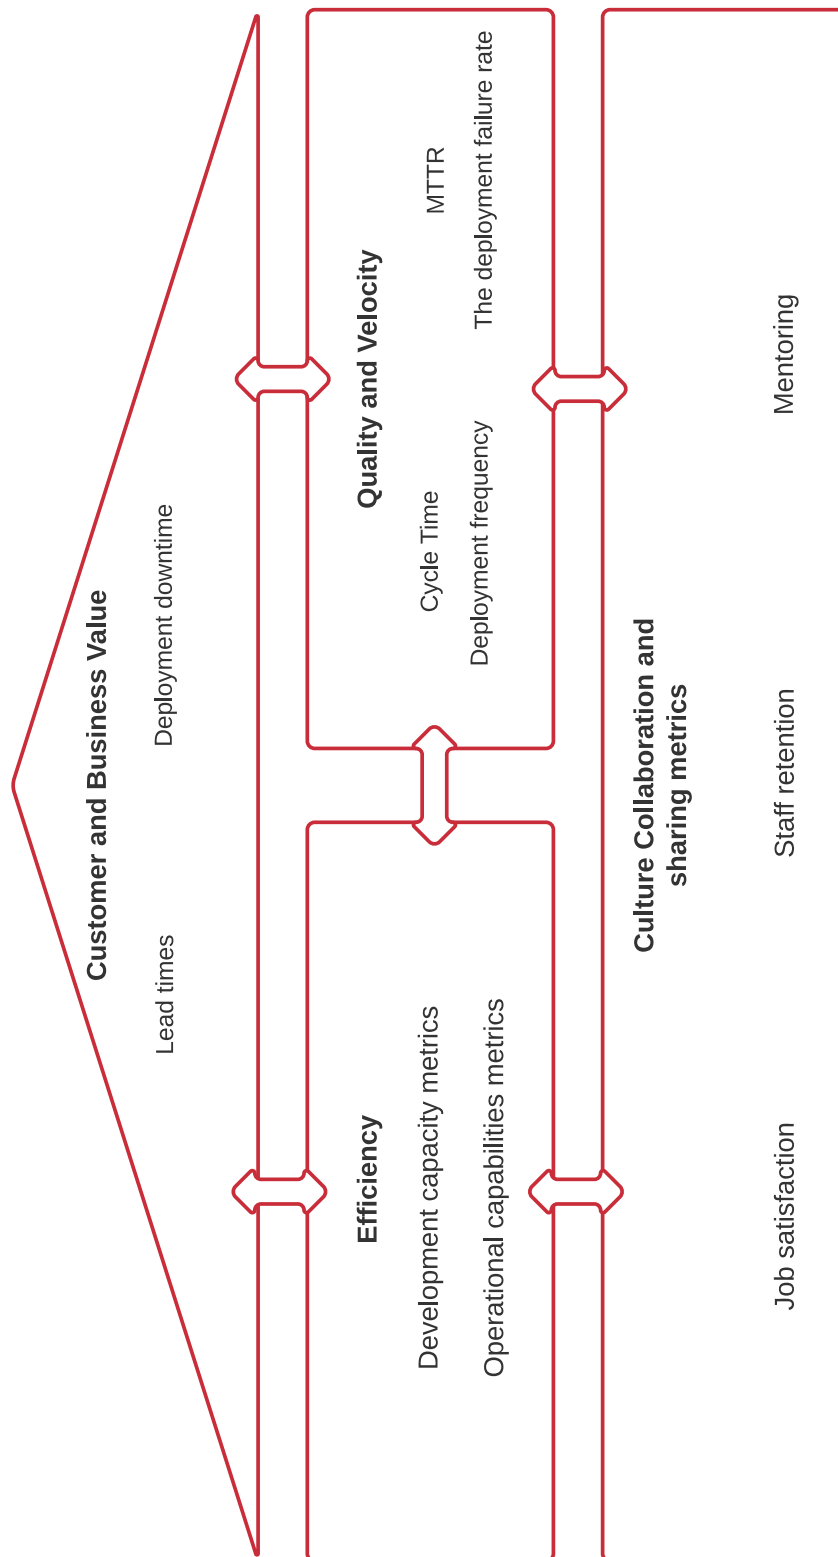 Customer and Business Value
Lead times
Deployment downtime
Efficiency
Development capacity metrics
Operational capabilities metrics
Quality and Velocity
Cycle Time
MTTR
Deployment frequency
The deployment failure rate
Culture Collaboration and
sharing metrics
Job satisfaction
Staff retention
Mentoring